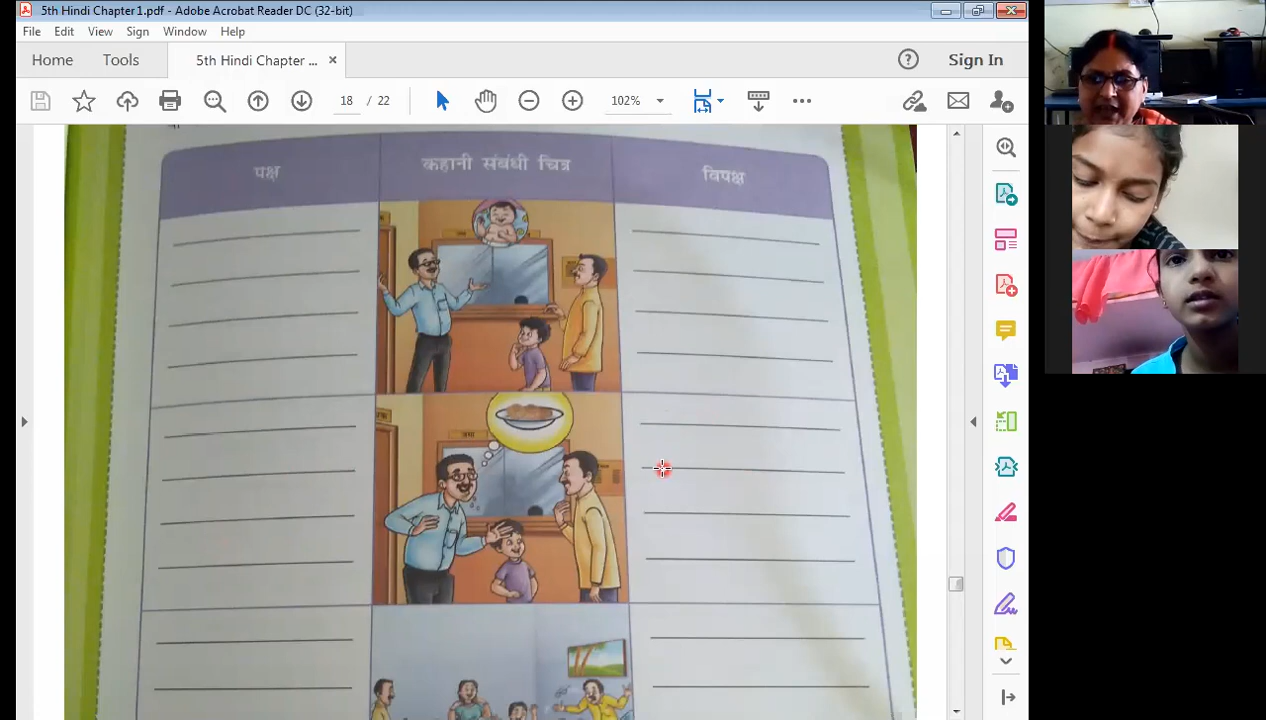 5th Hindi Chapter 1.pdf - Adobe Acrobat Reader DC (32-bit)
File Edit View Sign Window Help
Home Tools 5th Hindi Chapter ... × Sign In
18 / 22 102%
पक्ष कहानी संबंधी चित्र विपक्ष